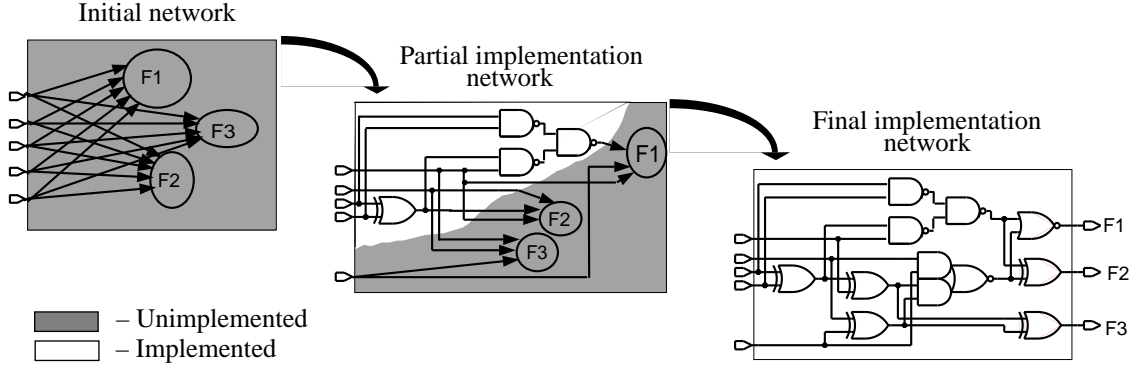 Initial network
F1
F3
F2
Partial implementation
network
F1
F2
F3
Final implementation
network
F1
F2
F3
– Unimplemented
– Implemented